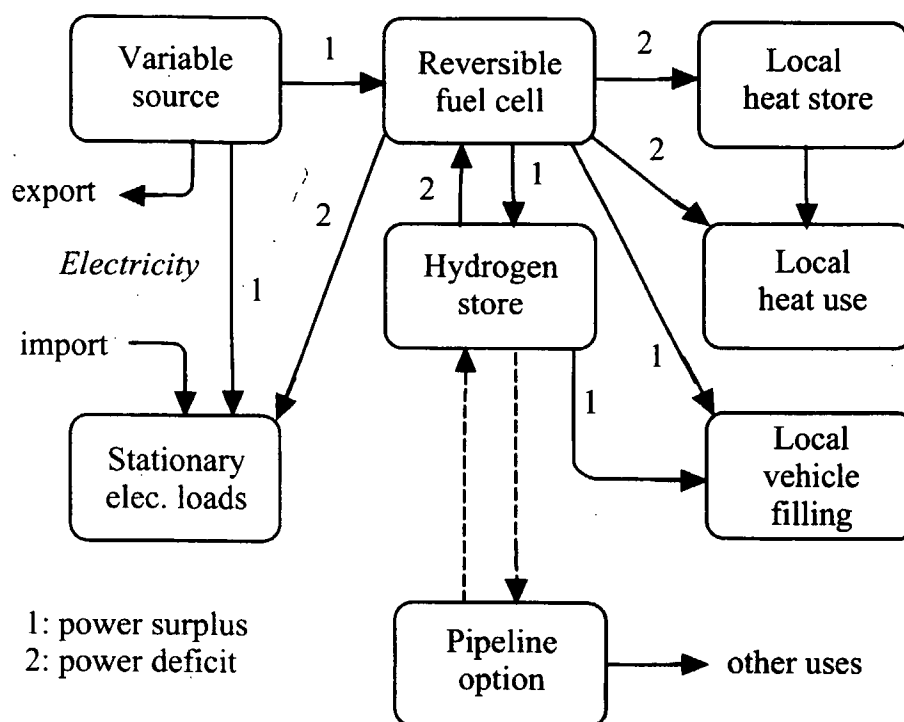 Variable
source
1
Reversible
fuel cell
2
Local
heat store
export
2
2
1
2
Electricity
1
Hydrogen
store
Local
heat use
import
1
1
Stationary
elec. loads
Local
vehicle
filling
1: power surplus
2: power deficit
Pipeline
option
other uses